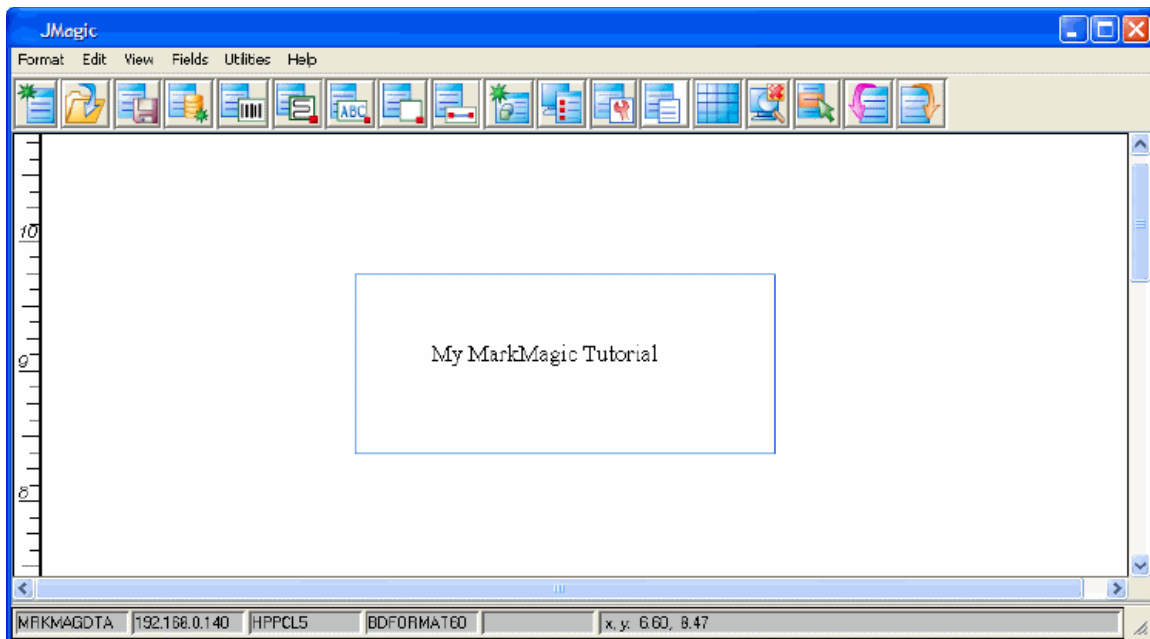 JMagic
Format Edit View Fields Utilities Help
ABC
10
My MarkMagic Tutorial
9
8
MRKMAGDTA 192.168.0.140 HPPCL5 BDFORMAT60 x, y: 6.60, 8.47